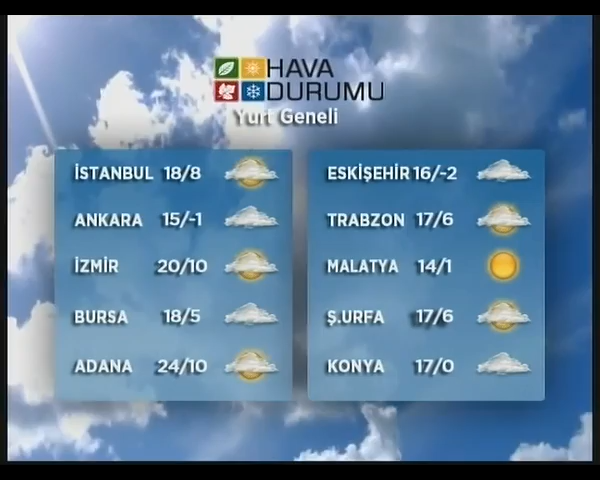 HAVA
DURUMU
Yurt Geneli
İSTANBUL 18/8
ANKARA 15/-1
İZMİR 20/10
BURSA 18/5
ADANA 24/10
ESKİŞEHİR 16/-2
TRABZON 17/6
MALATYA 14/1
Ş.URFA 17/6
KONYA 17/0